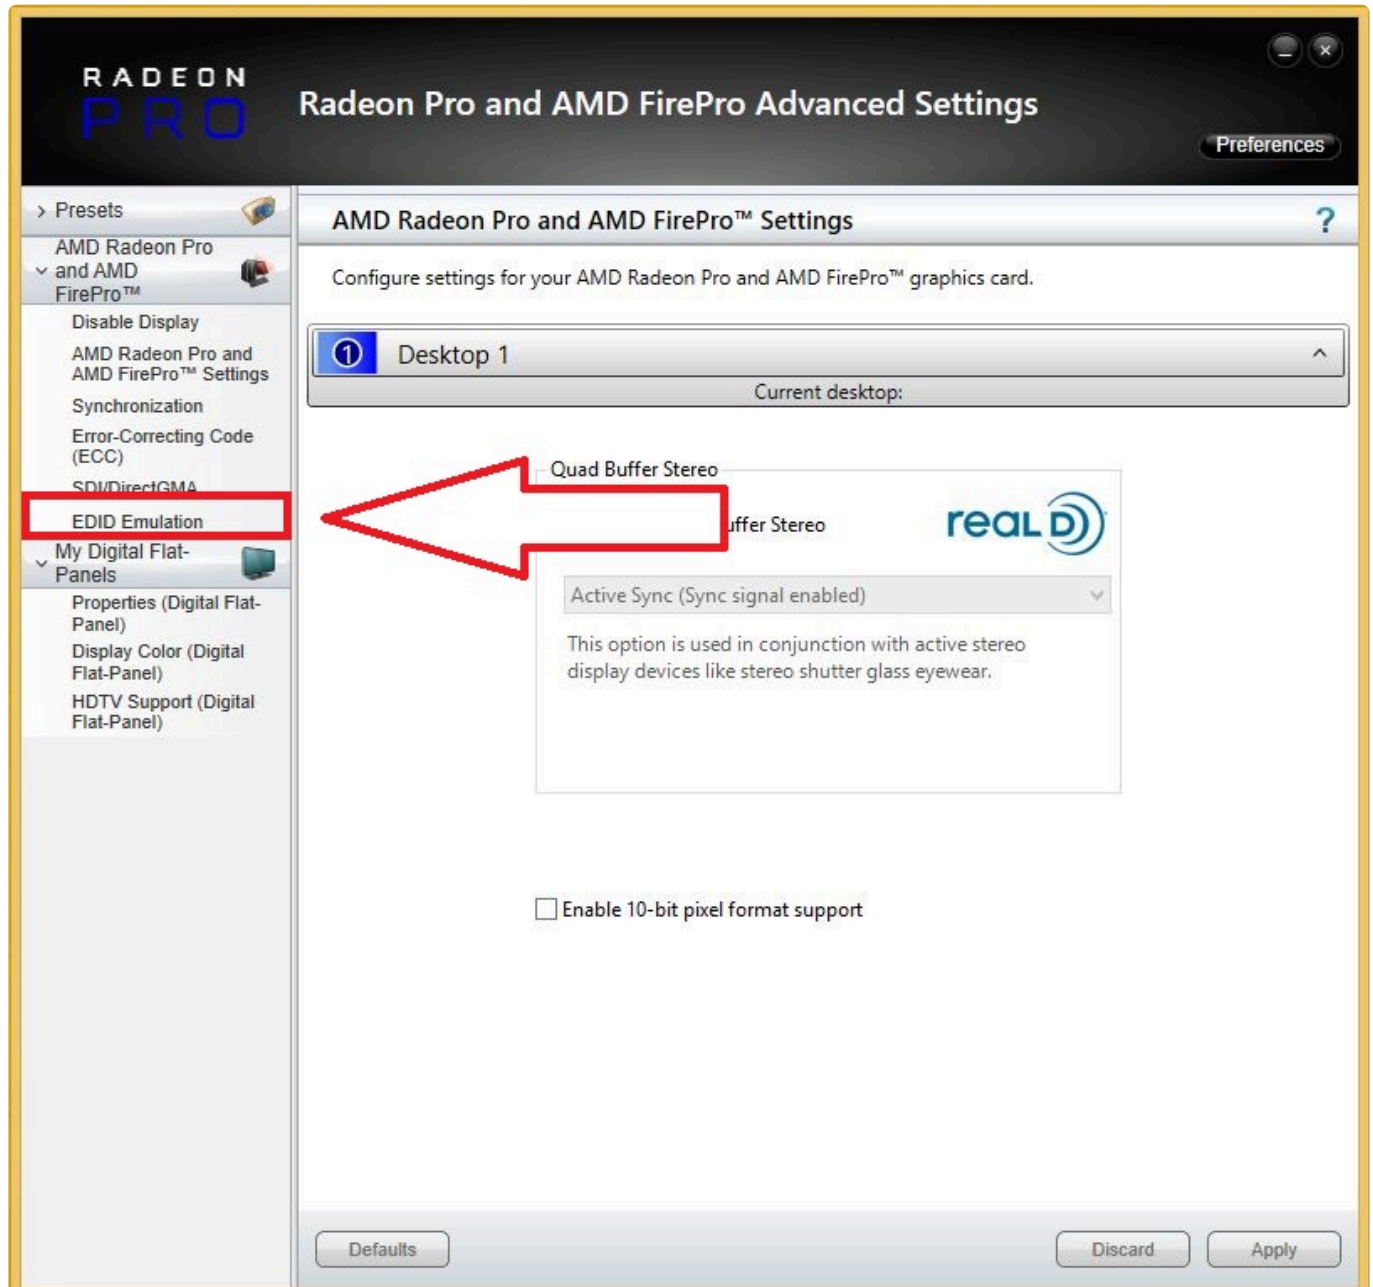 RADEON
PRO
Radeon Pro and AMD FirePro Advanced Settings
Preferences
Presets
AMD Radeon Pro
and AMD
FirePro™
Disable Display
AMD Radeon Pro and
AMD FirePro™ Settings
Synchronization
Error-Correcting Code
(ECC)
SDI/DirectGMA
EDID Emulation
My Digital Flat-
Panels
Properties (Digital Flat-
Panel)
Display Color (Digital
Flat-Panel)
HDTV Support (Digital
Flat-Panel)
AMD Radeon Pro and AMD FirePro™ Settings
?
Configure settings for your AMD Radeon Pro and AMD FirePro™ graphics card.
1 Desktop 1
Current desktop:
Quad Buffer Stereo
uffer Stereo
REAL D
Active Sync (Sync signal enabled)
This option is used in conjunction with active stereo
display devices like stereo shutter glass eyewear.
Enable 10-bit pixel format support
Defaults
Discard
Apply